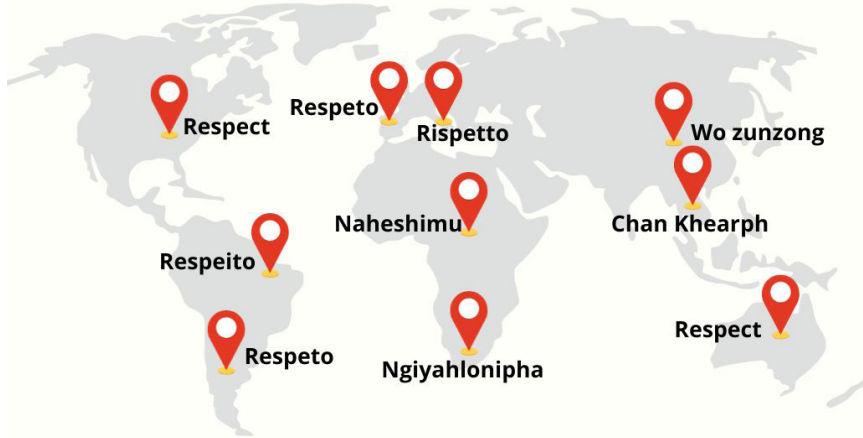 Respeto
Respect
Rispetto
Wo zunzong
Naheshimu
Chan Khearph
Respeito
Respect
Respeto
Ngiyahlonipha